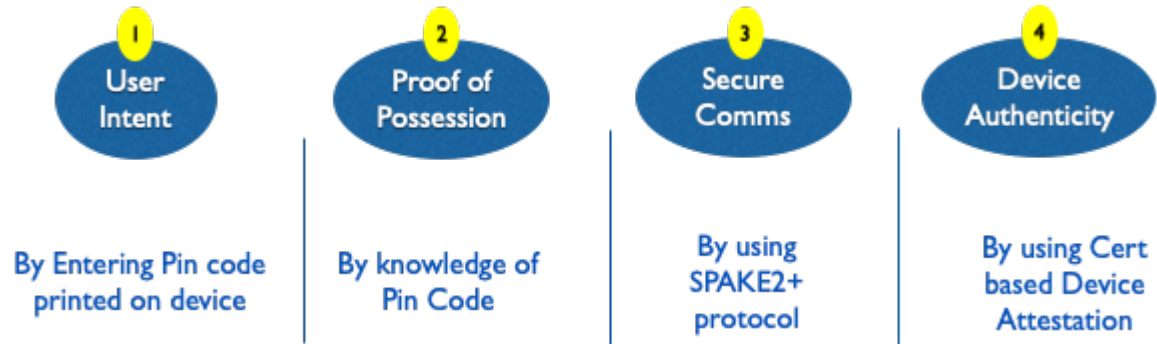 1
User
Intent
By Entering Pin code
printed on device
2
Proof of
Possession
By knowledge of
Pin Code
3
Secure
Comms
By using
SPAKE2+
protocol
4
Device
Authenticity
By using Cert
based Device
Attestation